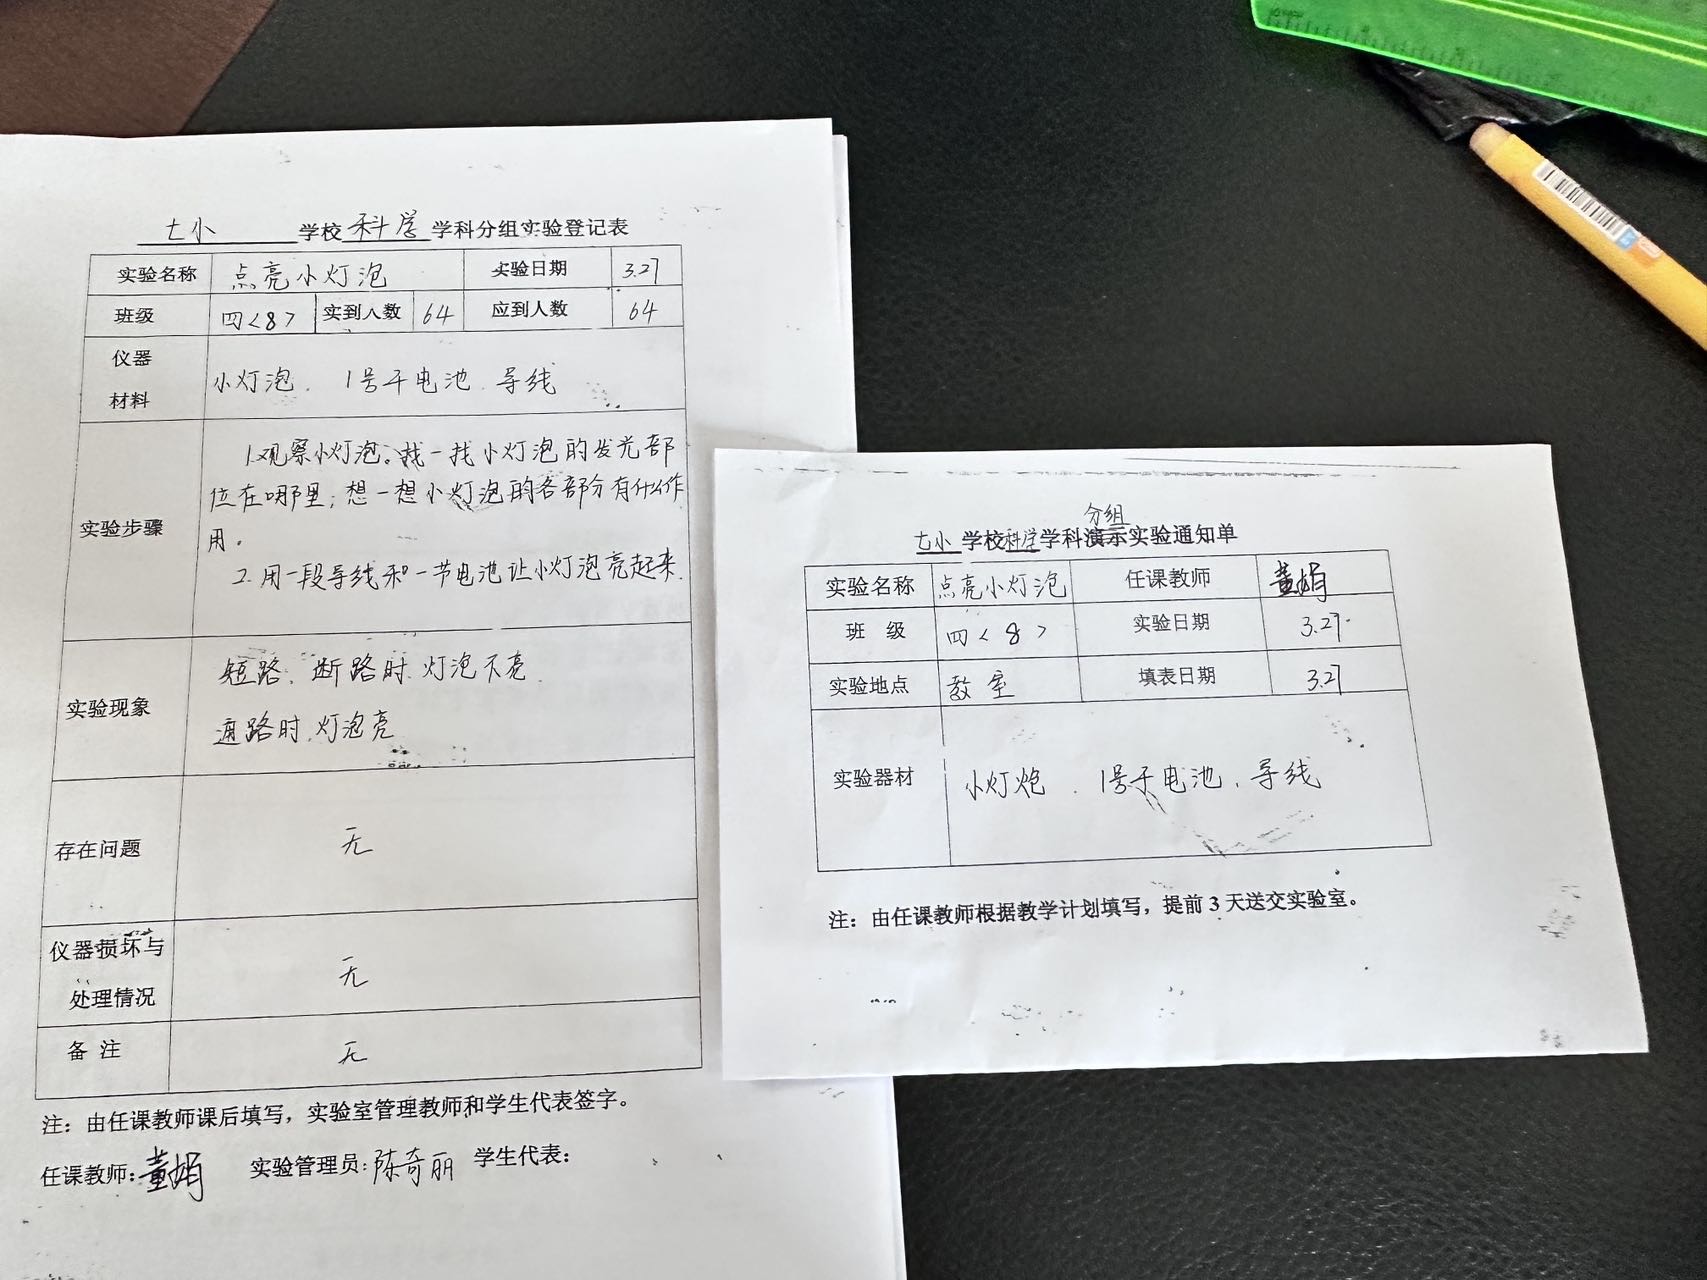 七小 学校 科学 学科分组实验登记表
实验名称 点亮小灯泡 实验日期 3.27
班级 四<8> 实到人数 64 应到人数 64
仪器
材料
小灯泡、1号干电池、导线
实验步骤
1.观察小灯泡:找一找小灯泡的发光部
位在哪里;想一想小灯泡的各部分有什么作
用。
2.用一段导线和一节电池让小灯泡亮起来.
实验现象
短路、断路时.灯泡不亮.
通路时.灯泡亮
存在问题 无
仪器损坏与
处理情况
无
备 注 无
注:由任课教师课后填写,实验室管理教师和学生代表签字。
任课教师:董娟 实验管理员:陈奇丽 学生代表:
分组
七小 学校科学学科演示实验通知单
实验名称 点亮小灯泡 任课教师 董娟
班 级 四<8> 实验日期 3.27
实验地点 教室 填表日期 3.27
实验器材 小灯炮、1号干电池、导线
注:由任课教师根据教学计划填写,提前3天送交实验室。